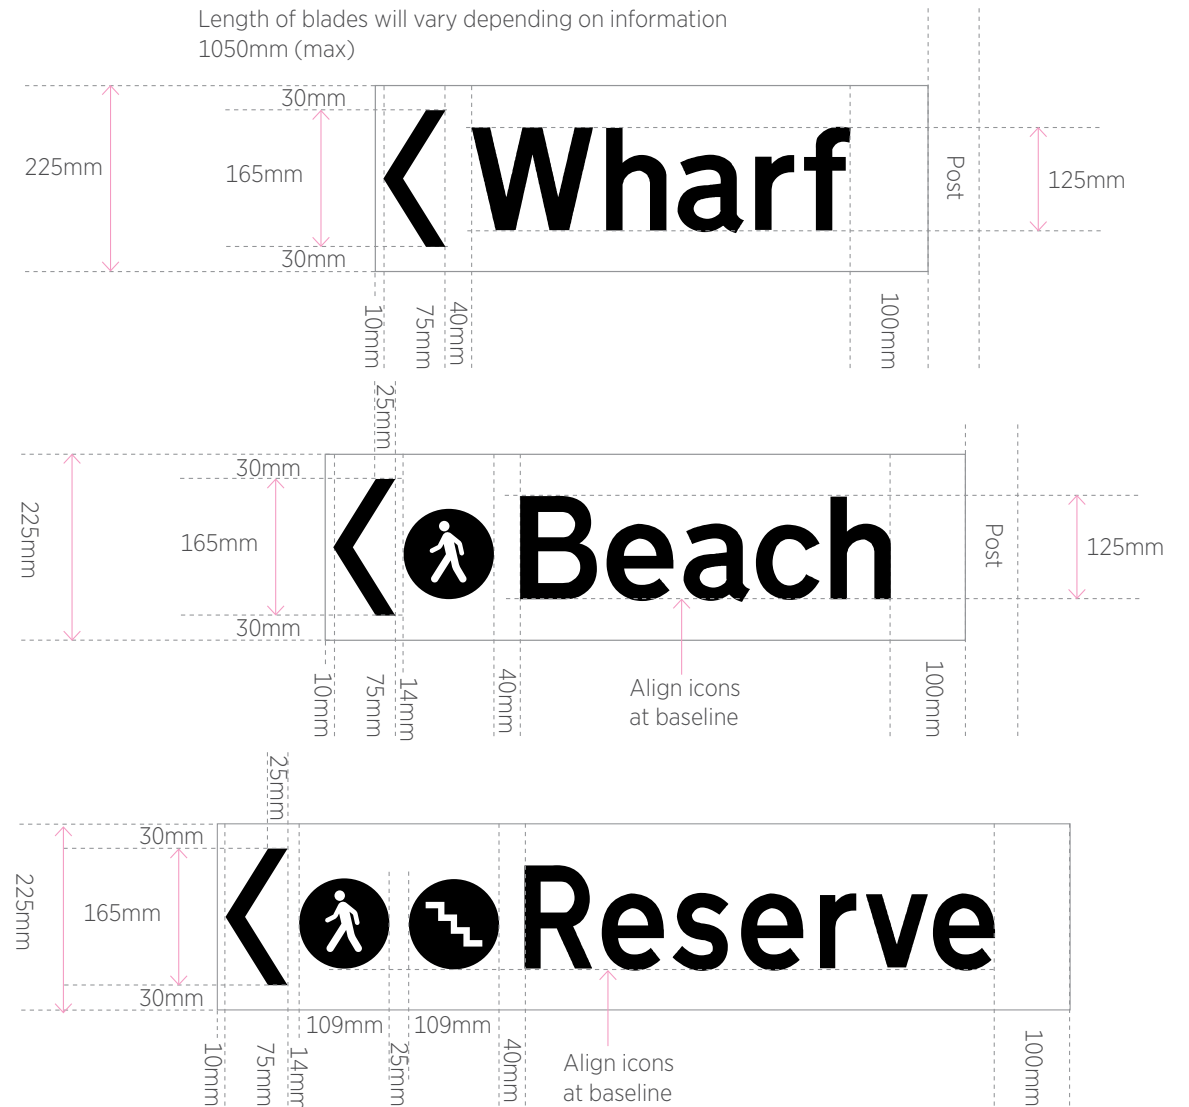 Length of blades will vary depending on information
1050mm (max)
30mm
225mm
165mm
Wharf
Post
125mm
30mm
10mm
75mm
40mm
100mm
25mm
30mm
225mm
165mm
Beach
Post
125mm
30mm
10mm
75mm
14mm
40mm
100mm
Align icons
at baseline
25mm
30mm
225mm
165mm
Reserve
30mm
109mm
109mm
10mm
75mm
14mm
25mm
40mm
100mm
Align icons
at baseline